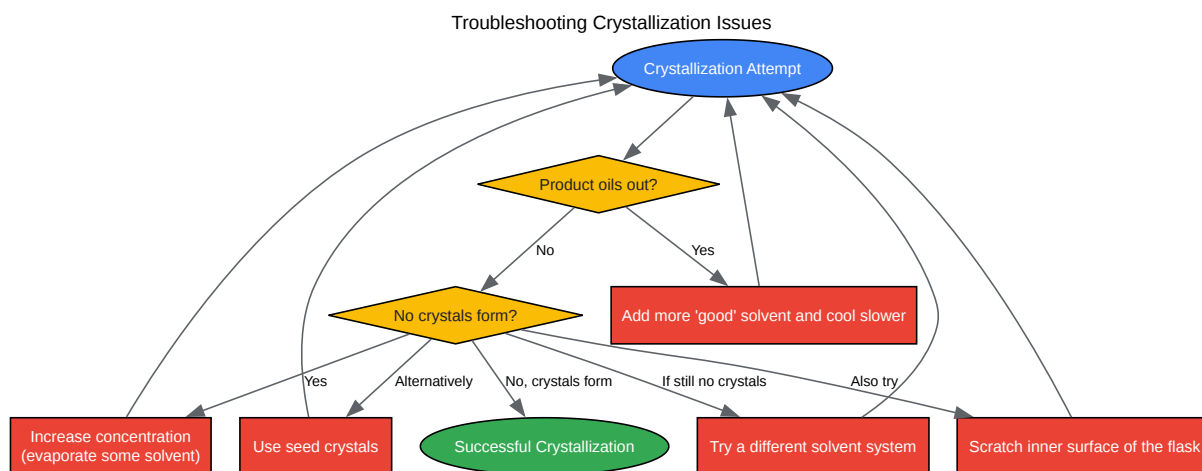 Troubleshooting Crystallization Issues
Crystallization Attempt
Product oils out?
No
Yes
No crystals form?
Add more 'good' solvent and cool slower
Yes
Alternatively
No, crystals form
If still no crystals
Also try
Increase concentration
(evaporate some solvent)
Use seed crystals
Successful Crystallization
Try a different solvent system
Scratch inner surface of the flask